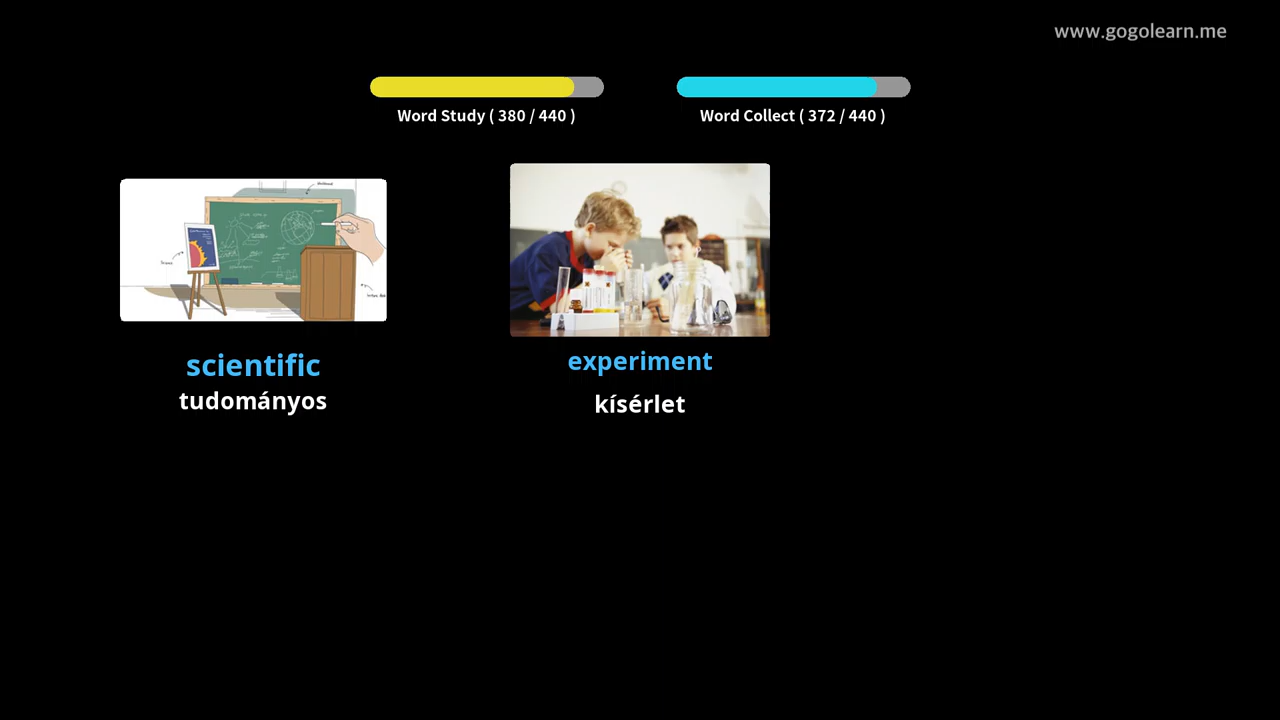 www.gogolearn.me
Word Study ( 380 / 440 )
Word Collect ( 372 / 440 )
scientific
tudományos
experiment
kísérlet